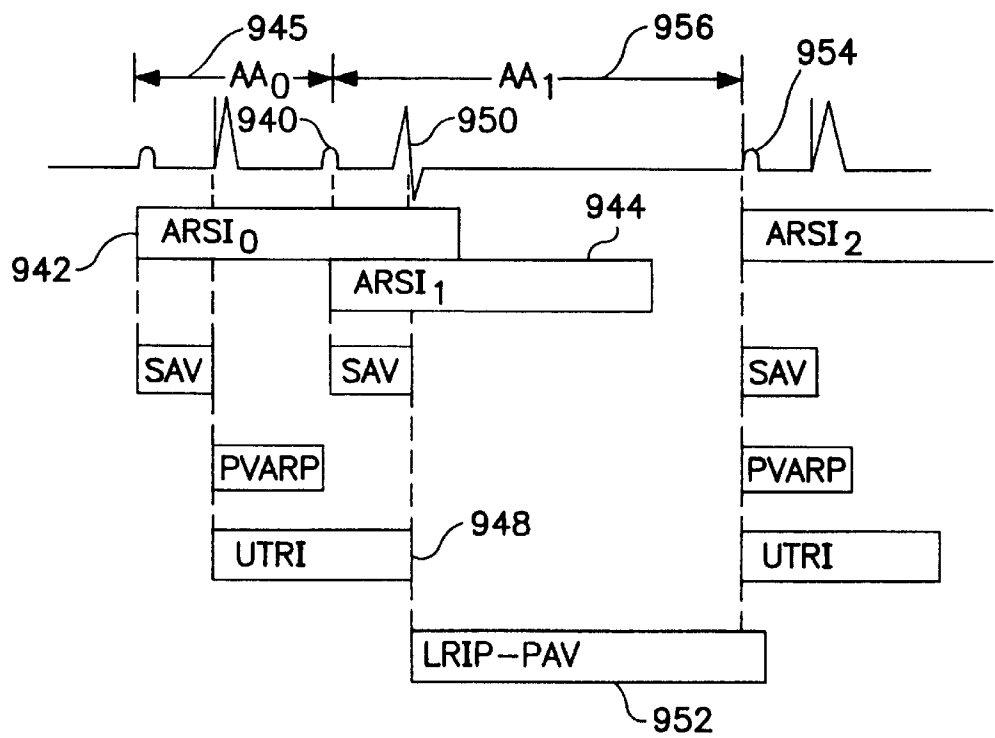 945
956
954
AA0
AA1
940
950
944
942
ARSI0
ARSI2
ARSI1
SAV
SAV
SAV
PVARP
PVARP
948
UTRI
UTRI
LRIP-PAV
952